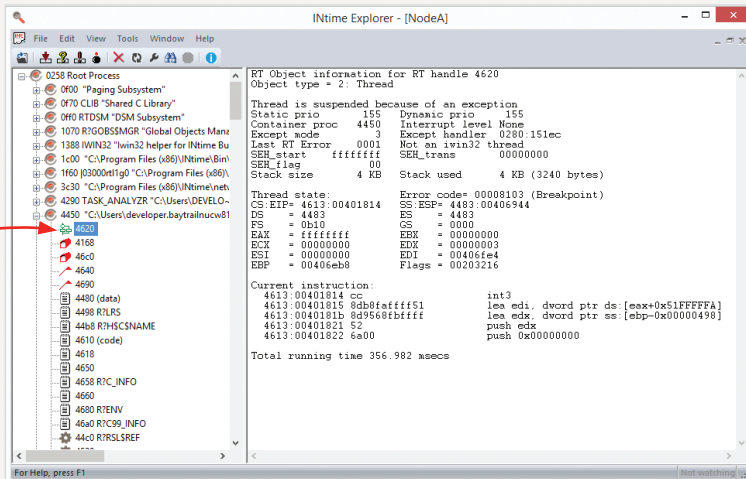 INtime Explorer - [NodeA]
File Edit View Tools Window Help
0258 Root Process
0f00 "Paging Subsystem"
0f70 CLIB "Shared C Library"
0ff0 RTDSM "DSM Subsystem"
1070 R?GOBSSMGR "Global Objects Mana
1388 IWIN32 "Iwin32 helper for INtime Bu
1c00 "C:\Program Files (x86)\INtime\Bin\
1f60 |03000rtl1g0 "C:\Program Files (x86)\
3c30 "C:\Program Files (x86)\INtime\net\
4290 TASK_ANALYZR "C:\Users\DEVELO~
4450 "C:\Users\developer.baytrailnucw81
4620
4168
46c0
4640
4690
4480 (data)
4498 R?LRS
44b8 R?H$C$NAME
4610 (code)
4618
4650
4658 R?C_INFO
4660
4680 R?ENV
46a0 R?C99_INFO
44c0 R?RSL$REF
RT Object information for RT handle 4620
Object type = 2: Thread
Thread is suspended because of an exception
Static prio 155 Dynamic prio 155
Container proc 4450 Interrupt level None
Except mode 3 Except handler 0280:151ec
Last RT Error 0001 Not an iwin32 thread
SEH_start ffffffff SEH_trans 00000000
SEH_flag 00
Stack size 4 KB Stack used 4 KB (3240 bytes)
Thread state: Error code= 00008103 (Breakpoint)
CS:EIP= 4613:00401814 SS:ESP= 4483:00406944
DS = 4483 ES = 4483
FS = 0b10 GS = 0000
EAX = ffffffff EBX = 00000000
ECX = 00000000 EDX = 00000003
ESI = 00000000 EDI = 00406fe4
EBP = 00406eb8 Flags = 00203216
Current instruction:
4613:00401814 cc int3
4613:00401815 8db8faffff51 lea edi, dword ptr ds:[eax+0x51FFFFFA]
4613:0040181b 8d9568fbffff lea edx, dword ptr ss:[ebp-0x00000498]
4613:00401821 52 push edx
4613:00401822 6a00 push 0x00000000
Total running time 356.982 msecs
For Help, press F1
Not watching